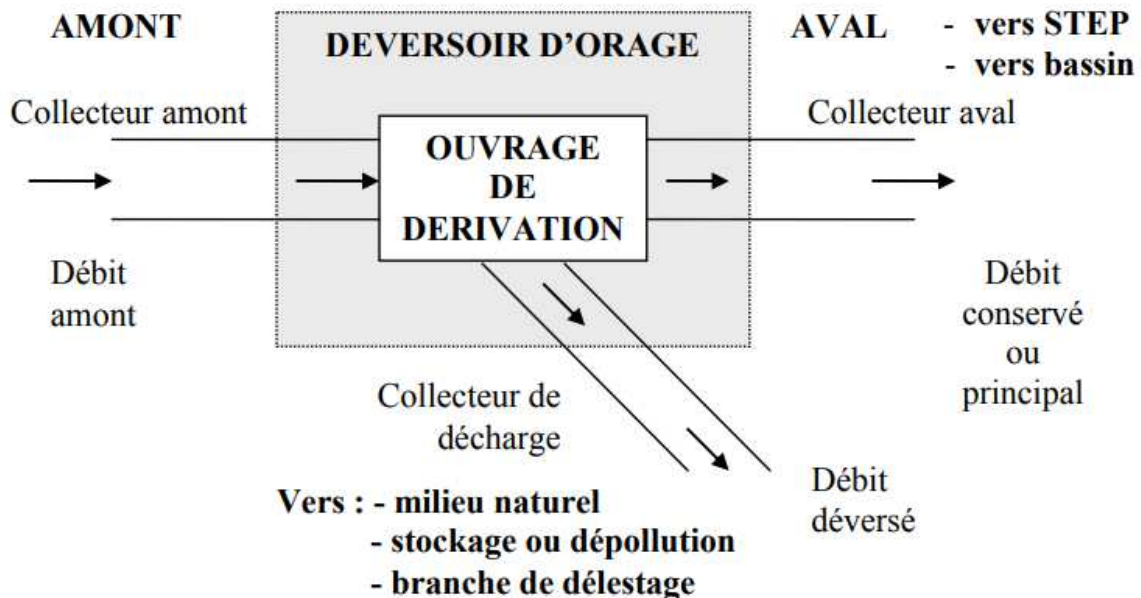 AMONT
DEVERSOIR D'ORAGE
AVAL - vers STEP
- vers bassin
Collecteur amont
Collecteur aval
OUVRAGE
DE
DERIVATION
Débit
amont
Débit
conservé
ou
principal
Collecteur de
décharge
Débit
déversé
Vers : - milieu naturel
- stockage ou dépollution
- branche de délestage